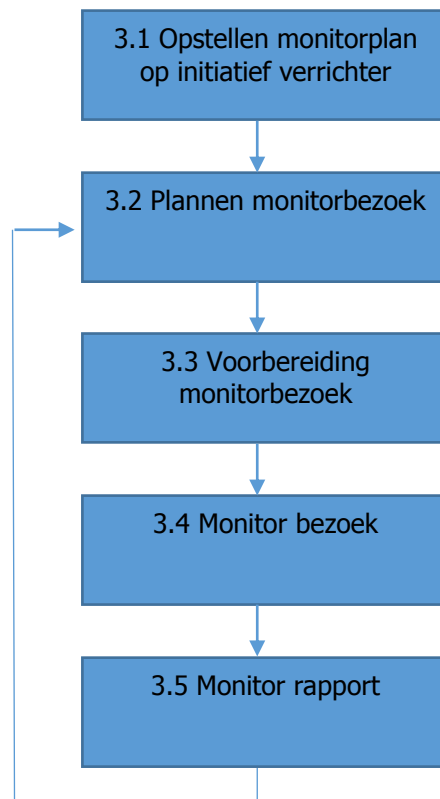 3.1 Opstellen monitorplan
op initiatief verrichter
3.2 Plannen monitorbezoek
3.3 Voorbereiding
monitorbezoek
3.4 Monitor bezoek
3.5 Monitor rapport